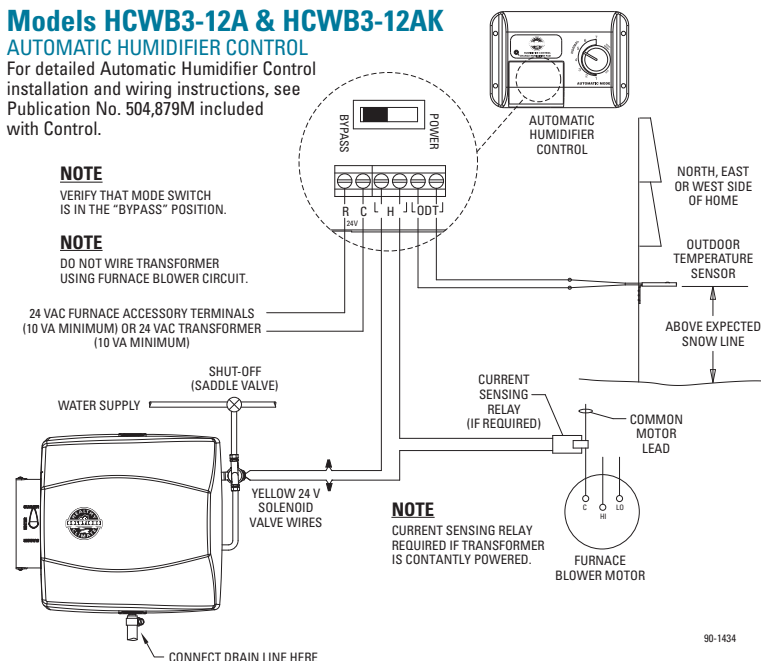 Models HCWB3-12A & HCWB3-12AK
AUTOMATIC HUMIDIFIER CONTROL
For detailed Automatic Humidifier Control
installation and wiring instructions, see
Publication No. 504,879M included
with Control.
NOTE
VERIFY THAT MODE SWITCH
IS IN THE "BYPASS" POSITION.
NOTE
DO NOT WIRE TRANSFORMER
USING FURNACE BLOWER CIRCUIT.
24 VAC FURNACE ACCESSORY TERMINALS
(10 VA MINIMUM) OR 24 VAC TRANSFORMER
(10 VA MINIMUM)
BYPASS
POWER
R C H ODT
24V
AUTOMATIC MODE
AUTOMATIC
HUMIDIFIER
CONTROL
NORTH, EAST
OR WEST SIDE
OF HOME
OUTDOOR
TEMPERATURE
SENSOR
ABOVE EXPECTED
SNOW LINE
SHUT-OFF
(SADDLE VALVE)
WATER SUPPLY
YELLOW 24 V
SOLENOID
VALVE WIRES
CURRENT
SENSING
RELAY
(IF REQUIRED)
COMMON
MOTOR
LEAD
C
HI
LO
FURNACE
BLOWER MOTOR
NOTE
CURRENT SENSING RELAY
REQUIRED IF TRANSFORMER
IS CONTANTLY POWERED.
CONNECT DRAIN LINE HERE
90-1434